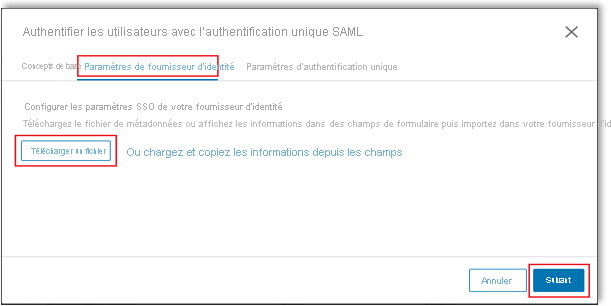 Authentifier les utilisateurs avec l'authentification unique SAML
Concepts de base Paramètres de fournisseur d'identité Paramètres d'authentification unique
Configurer les paramètres SSO de votre fournisseur d'identité
Téléchargez le fichier de métadonnées ou affichez les informations dans des champs de formulaire puis importez dans votre fournisseur d'id
Télécharger un fichier Ou chargez et copiez les informations depuis les champs
Annuler Suivant